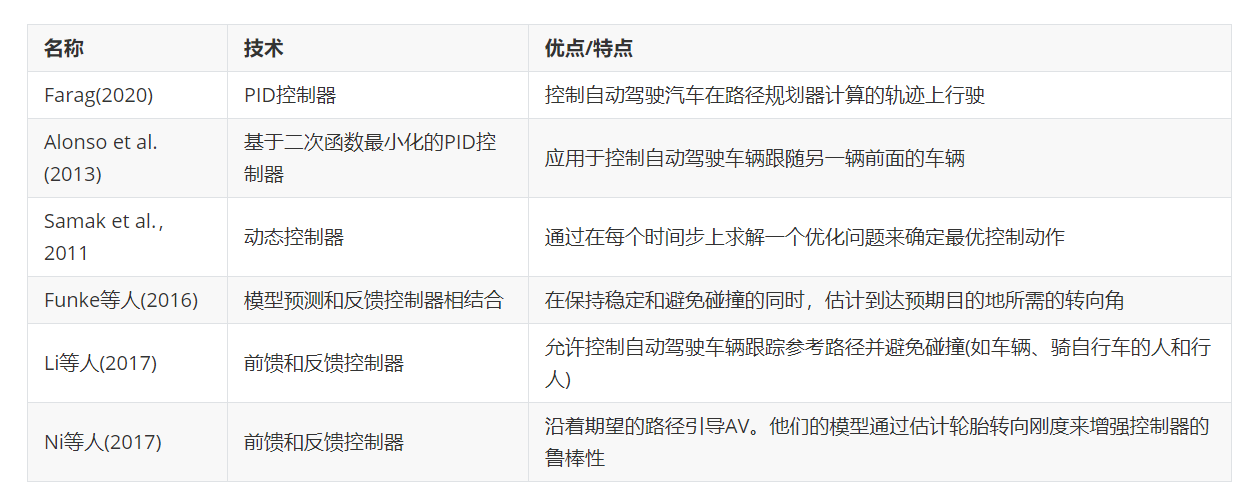 名称 技术 优点/特点
Farag(2020) PID控制器 控制自动驾驶汽车在路径规划器计算的轨迹上行驶
Alonso et al.
(2013)
基于二次函数最小化的PID控
制器
应用于控制自动驾驶车辆跟随另一辆前面的车辆
Samak et al.,
2011
动态控制器
通过在每个时间步上求解一个优化问题来确定最优控制动作
Funke等人(2016) 模型预测和反馈控制器相结合 在保持稳定和避免碰撞的同时，估计到达预期目的地所需的转向角
Li等人(2017) 前馈和反馈控制器
允许控制自动驾驶车辆跟踪参考路径并避免碰撞(如车辆、骑自行车的人和行
人)
Ni等人(2017) 前馈和反馈控制器
沿着期望的路径引导AV。他们的模型通过估计轮胎转向刚度来增强控制器的
鲁棒性